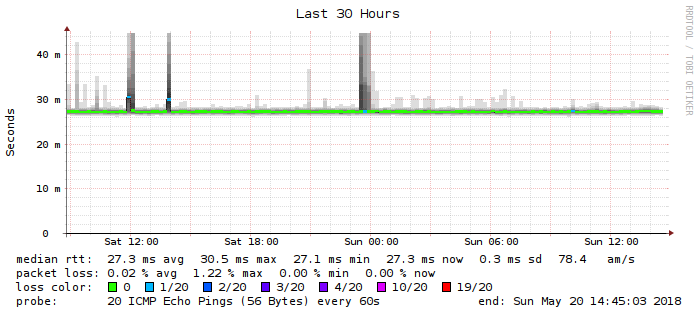 Last 30 Hours
RRDTOOL / TOBI OETIKER
Seconds
40 m
30 m
20 m
10 m
0
Sat 12:00 Sat 18:00 Sun 00:00 Sun 06:00 Sun 12:00
median rtt: 27.3 ms avg 30.5 ms max 27.1 ms min 27.3 ms now 0.3 ms sd 78.4 am/s
packet loss: 0.02 % avg 1.22 % max 0.00 % min 0.00 % now
loss color: 0 1/20 2/20 3/20 4/20 10/20 19/20
probe: 20 ICMP Echo Pings (56 Bytes) every 60s end: Sun May 20 14:45:03 2018